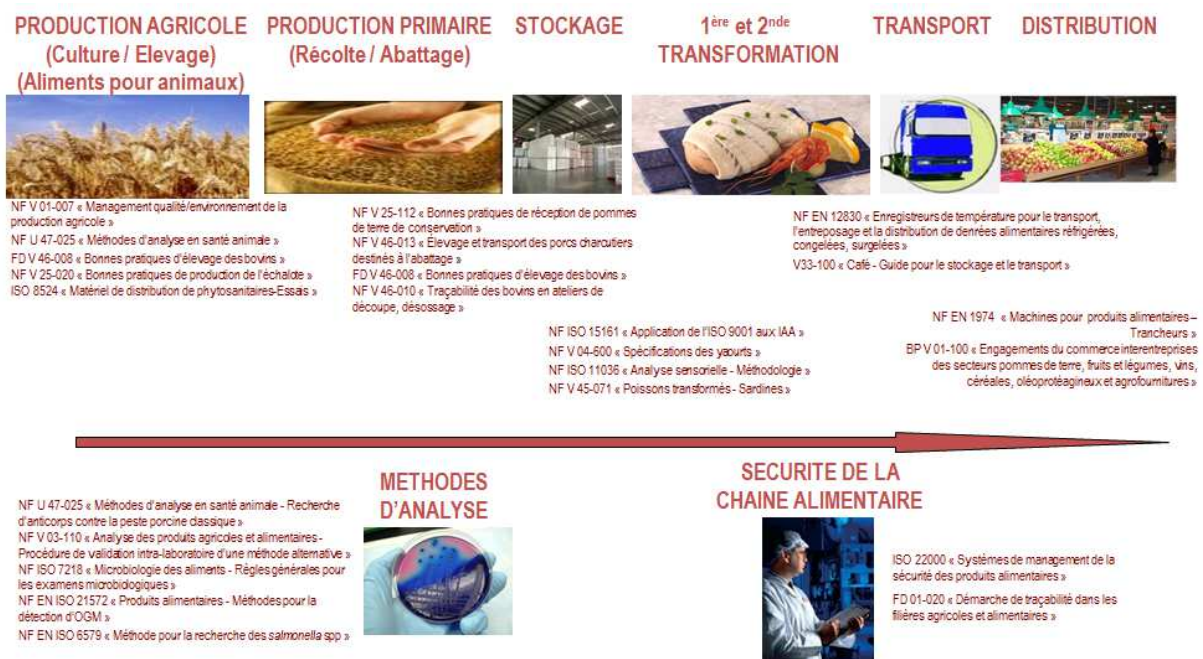 PRODUCTION AGRICOLE
(Culture / Elevage)
(Aliments pour animaux)
PRODUCTION PRIMAIRE
(Récolte / Abattage)
STOCKAGE
1ère et 2nde
TRANSFORMATION
TRANSPORT
DISTRIBUTION
NF V 01-007 « Management qualité/environnement de la
production agricole »
NF U 47-025 « Méthodes d'analyse en santé animale »
FD V 46-008 « Bonnes pratiques d'élevage des bovins »
NF V 25-020 « Bonnes pratiques de production de l'échalote »
ISO 8524 « Matériel de distribution de phytosanitaires-Essais »
NF V 25-112 « Bonnes pratiques de réception de pommes
de terre de conservation »
NF V 46-013 « Élevage et transport des porcs charcutiers
destinés à l'abattage »
FD V 46-008 « Bonnes pratiques d'élevage des bovins »
NF V 46-010 « Traçabilité des bovins en ateliers de
découpe, désossage »
NF ISO 15161 « Application de l'ISO 9001 aux IAA »
NF V 04-600 « Spécifications des yaourts »
NF ISO 11036 « Analyse sensorielle - Méthodologie »
NF V 45-071 « Poissons transformés - Sardines »
NF EN 12830 « Enregistreurs de température pour le transport,
l'entreposage et la distribution de denrées alimentaires réfrigérées,
congelées, surgelées »
V33-100 « Café - Guide pour le stockage et le transport »
NF EN 1974 « Machines pour produits alimentaires –
Trancheurs »
BP V 01-100 « Engagements du commerce interentreprises
des secteurs pommes de terre, fruits et légumes, vins,
céréales, oléoprotéagineux et agrofournitures »
METHODES
D'ANALYSE
NF U 47-025 « Méthodes d'analyse en santé animale - Recherche
d'anticorps contre la peste porcine classique »
NF V 03-110 « Analyse des produits agricoles et alimentaires -
Procédure de validation intra-laboratoire d'une méthode alternative »
NF ISO 7218 « Microbiologie des aliments - Règles générales pour
les examens microbiologiques »
NF EN ISO 21572 « Produits alimentaires - Méthodes pour la
détection d'OGM »
NF EN ISO 6579 « Méthode pour la recherche des salmonella spp »
SECURITE DE LA
CHAINE ALIMENTAIRE
ISO 22000 « Systèmes de management de la
sécurité des produits alimentaires »
FD 01-020 « Démarche de traçabilité dans les
filières agricoles et alimentaires »